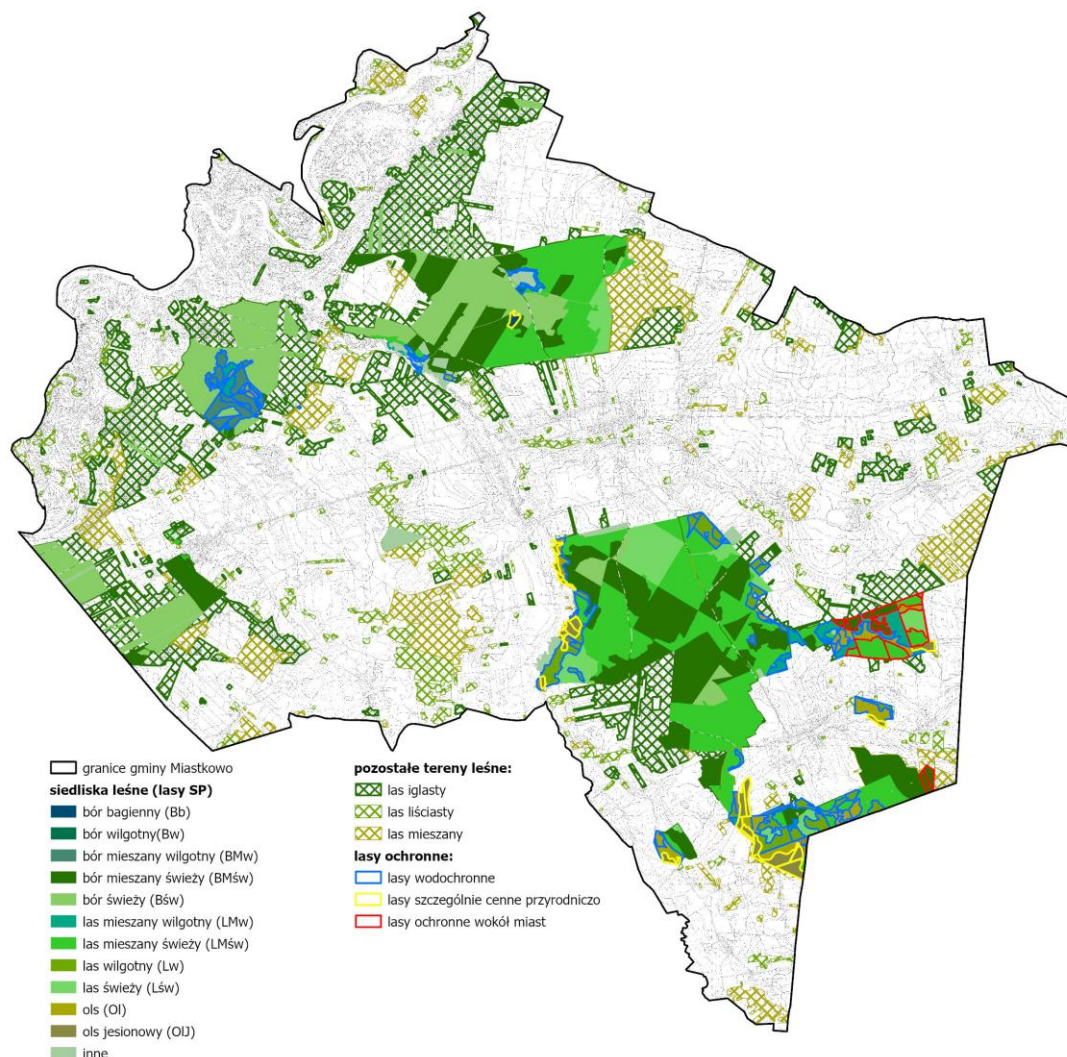 granice gminy Miastkowo
siedliska leśne (lasy SP)
bór bagienny (Bb)
bór wilgotny(Bw)
bór mieszany wilgotny (BMw)
bór mieszany świeży (BMśw)
bór świeży (Bśw)
las mieszany wilgotny (LMw)
las mieszany świeży (LMśw)
las wilgotny (Lw)
las świeży (Lśw)
ols (Ol)
ols jesionowy (OlJ)
inne
pozostałe tereny leśne:
las iglasty
las liściasty
las mieszany
lasy ochronne:
lasy wodochronne
lasy szczególnie cenne przyrodniczo
lasy ochronne wokół miast